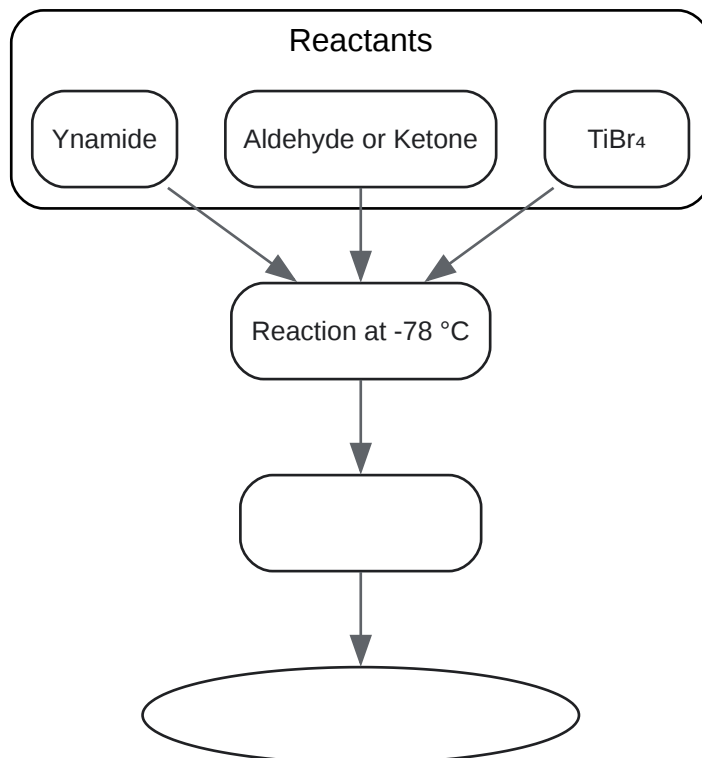 Reactants
Ynamide
Aldehyde or Ketone
TiBr₄
Reaction at -78 °C